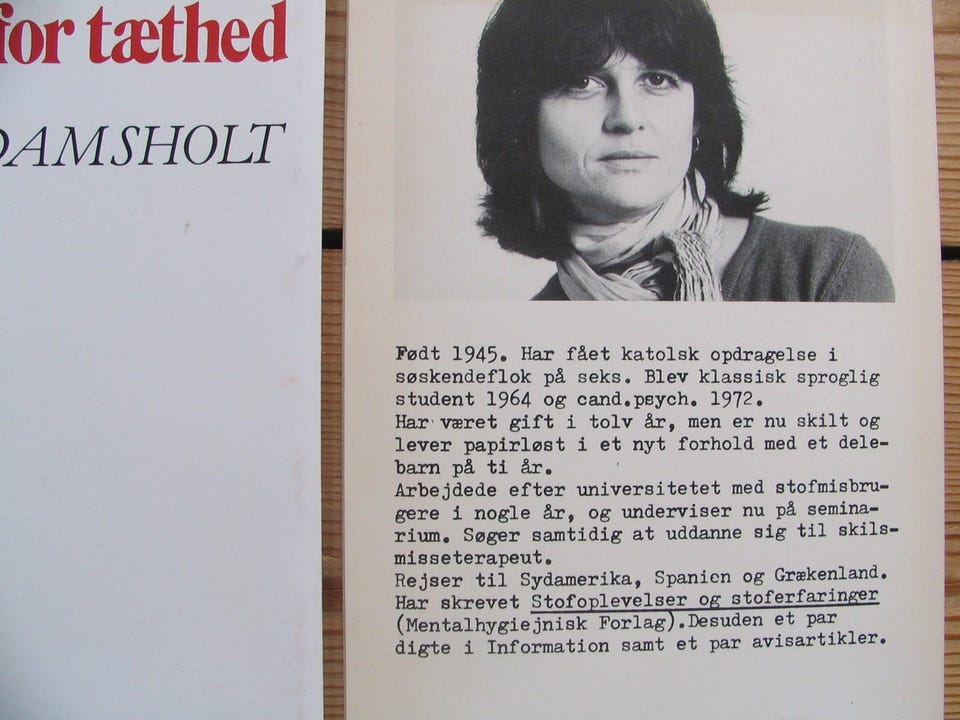 for tæthed
DAMSHOLT
Født 1945. Har fået katolsk opdragelse i
søskendeflok på seks. Blev klassisk sproglig
student 1964 og cand.psych. 1972.
Har været gift i tolv år, men er nu skilt og
lever papirløst i et nyt forhold med et dele-
barn på ti år.
Arbejdede efter universitetet med stofmisbru-
gere i nogle år, og underviser nu på semina-
rium. Søger samtidig at uddanne sig til skils-
misseterapeut.
Rejser til Sydamerika, Spanien og Grækenland.
Har skrevet Stofoplevelser og stoferfaringer
(Mentalhygiejnisk Forlag).Desuden et par
digte i Information samt et par avisartikler.